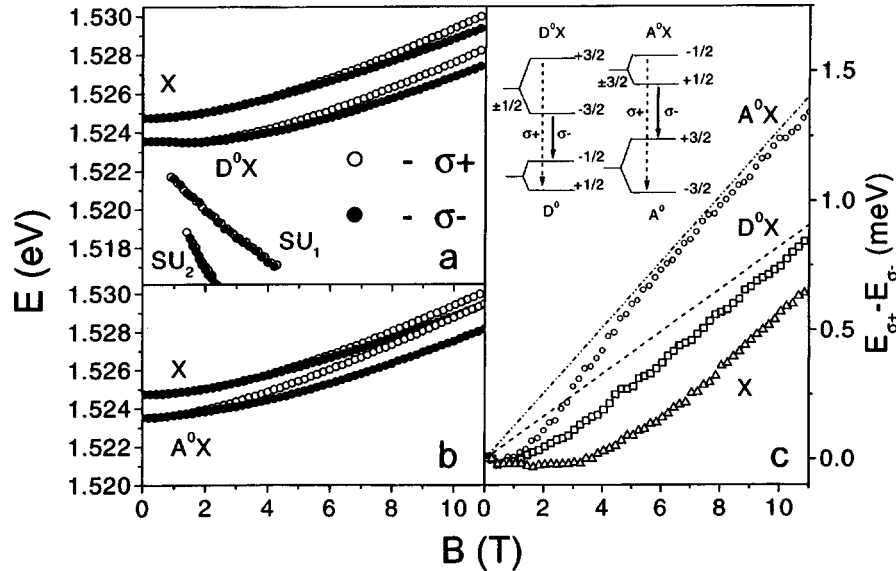 1.530
1.528
1.526
1.524
1.522
1.520
1.518
X
D⁰X
SU₁
SU₂
○ - σ+
● - σ-
a
1.530
1.528
1.526
1.524
1.522
1.520
X
A⁰X
b
0 2 4 6 8 10
E (eV)
D⁰X
+3/2
±1/2
-3/2
σ+
σ-
-1/2
+1/2
D⁰
A⁰X
-1/2
±3/2
+1/2
σ+
σ-
+3/2
-3/2
A⁰
A⁰X
D⁰X
X
c
0 2 4 6 8 10
1.5
1.0
0.5
0.0
E_σ+-E_σ- (meV)
B (T)